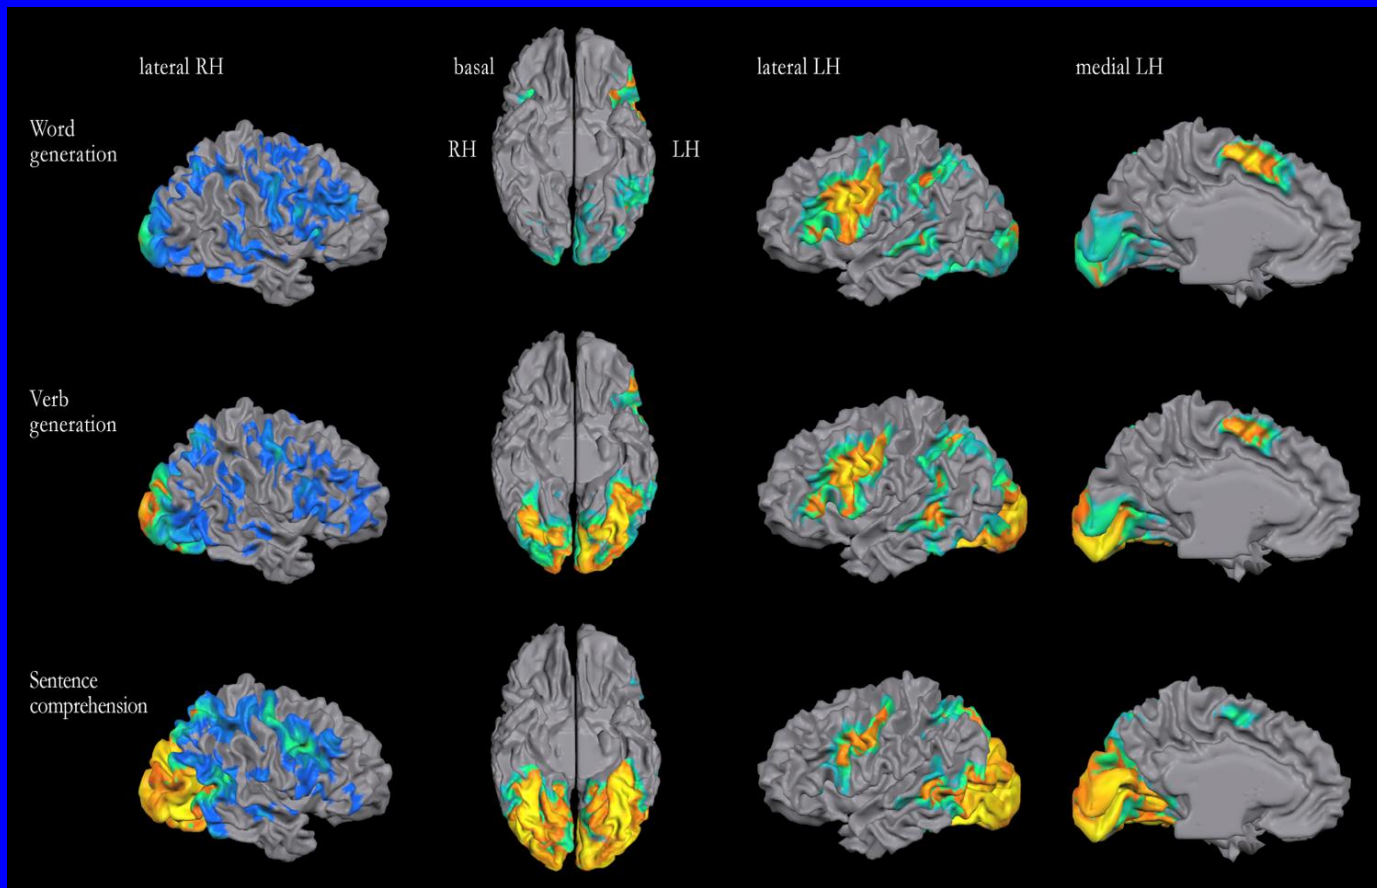 lateral RH
basal
lateral LH
medial LH
Word
generation
RH
LH
Verb
generation
Sentence
comprehension